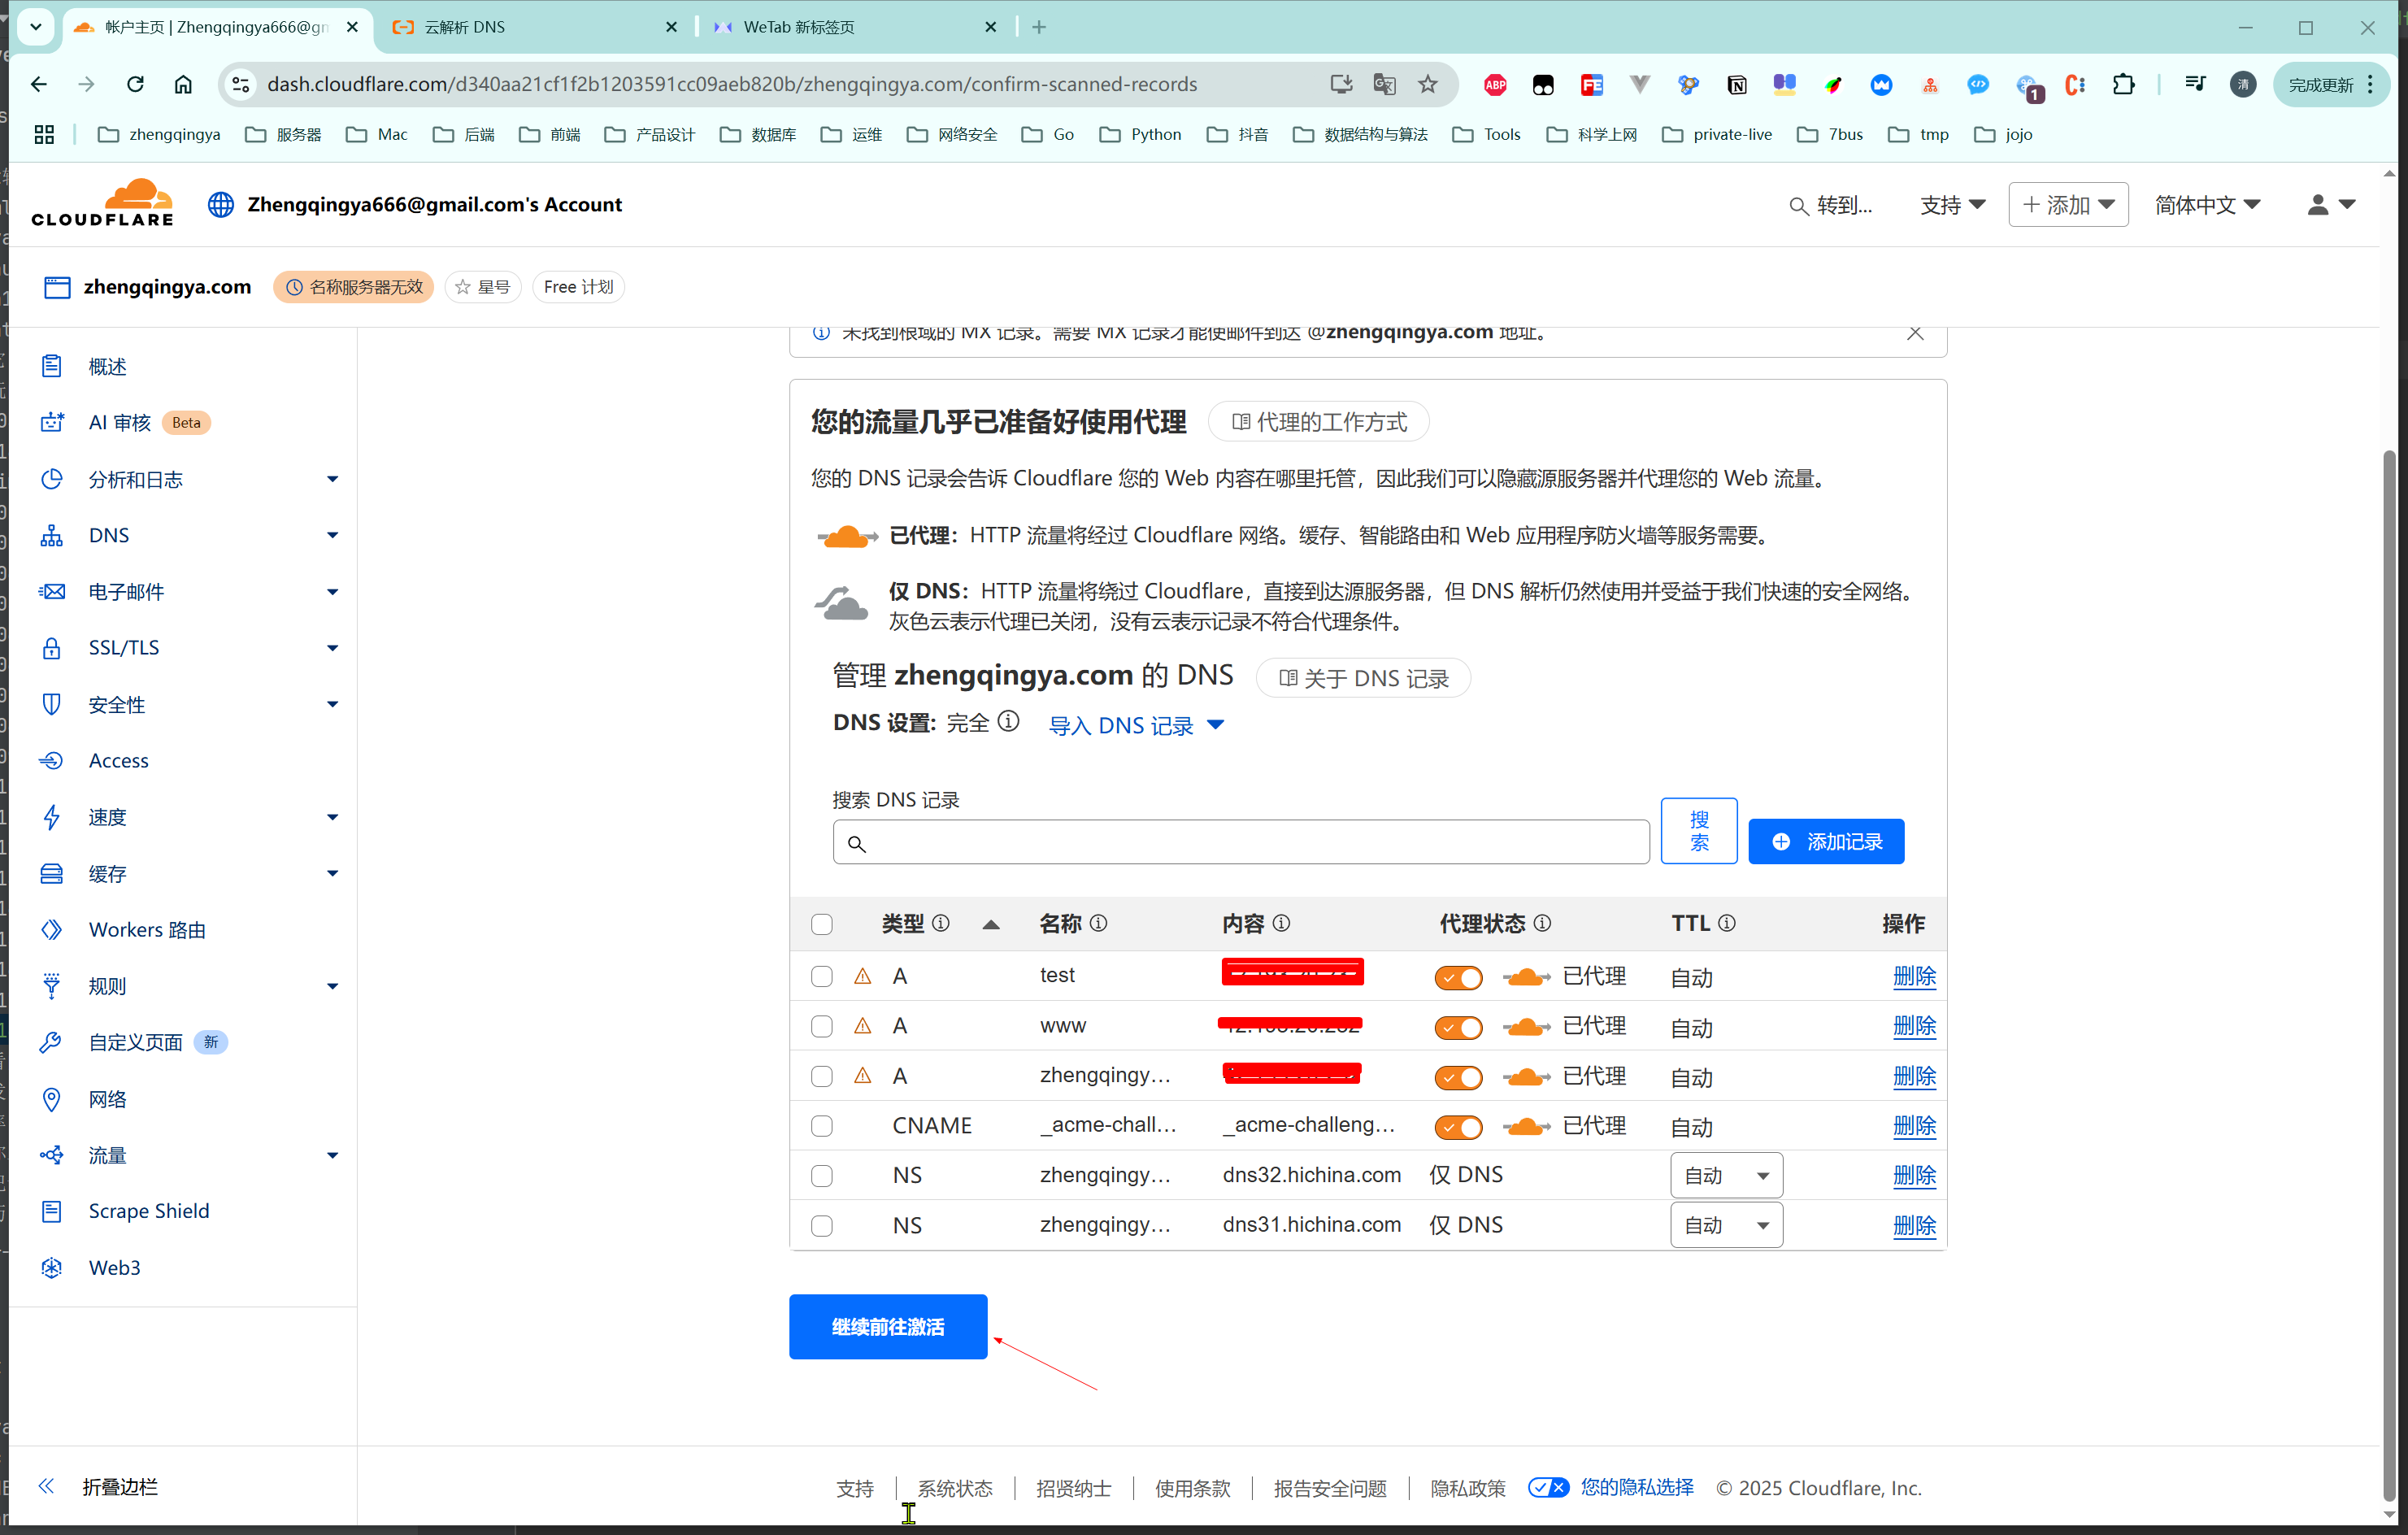 帐户主页 | Zhengqingya666@gm
云解析 DNS
WeTab 新标签页
dash.cloudflare.com/d340aa21cf1f2b1203591cc09aeb820b/zhengqingya.com/confirm-scanned-records
ABP
FE
1
清
完成更新
zhengqingya
服务器
Mac
后端
前端
产品设计
数据库
运维
网络安全
Go
Python
抖音
数据结构与算法
Tools
科学上网
private-live
7bus
tmp
jojo
CLOUDFLARE
Zhengqingya666@gmail.com's Account
转到...
支持
添加
简体中文
zhengqingya.com
名称服务器无效
星号
Free 计划
概述
AI 审核 Beta
分析和日志
DNS
电子邮件
SSL/TLS
安全性
Access
速度
缓存
Workers 路由
规则
自定义页面 新
网络
流量
Scrape Shield
Web3
折叠边栏
未找到根域的 MX 记录。需要 MX 记录才能使邮件到达 @zhengqingya.com 地址。
您的流量几乎已准备好使用代理
代理的工作方式
您的 DNS 记录会告诉 Cloudflare 您的 Web 内容在哪里托管，因此我们可以隐藏源服务器并代理您的 Web 流量。
已代理：HTTP 流量将经过 Cloudflare 网络。缓存、智能路由和 Web 应用程序防火墙等服务需要。
仅 DNS：HTTP 流量将绕过 Cloudflare，直接到达源服务器，但 DNS 解析仍然使用并受益于我们快速的安全网络。
灰色云表示代理已关闭，没有云表示记录不符合代理条件。
管理 zhengqingya.com 的 DNS
关于 DNS 记录
DNS 设置: 完全
导入 DNS 记录
搜索 DNS 记录
搜
索
添加记录
类型 名称 内容 代理状态 TTL 操作
A test 已代理 自动 删除
A www 已代理 自动 删除
A zhengqingy... 已代理 自动 删除
CNAME _acme-chall... _acme-challeng... 已代理 自动 删除
NS zhengqingy... dns32.hichina.com 仅 DNS 自动 删除
NS zhengqingy... dns31.hichina.com 仅 DNS 自动 删除
继续前往激活
支持
系统状态
招贤纳士
使用条款
报告安全问题
隐私政策
您的隐私选择
© 2025 Cloudflare, Inc.